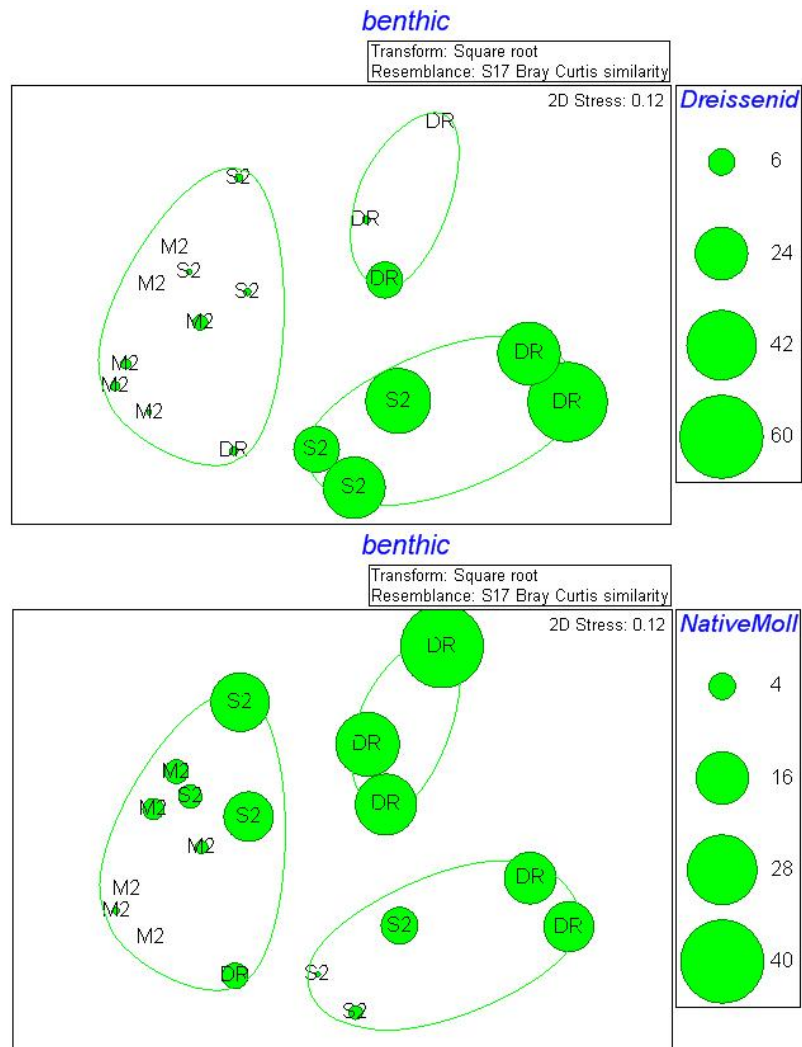 benthic
Transform: Square root
Resemblance: S17 Bray Curtis similarity
2D Stress: 0.12
Dreissenid
6
24
42
60
DR
S2
DR
M2
S2
DR
M2
S2
M2
DR
M2
S2
DR
M2
M2
S2
DR
S2
benthic
Transform: Square root
Resemblance: S17 Bray Curtis similarity
2D Stress: 0.12
NativeMoll
4
16
28
40
DR
S2
DR
M2
S2
DR
M2
S2
M2
DR
M2
S2
DR
M2
M2
S2
DR
S2